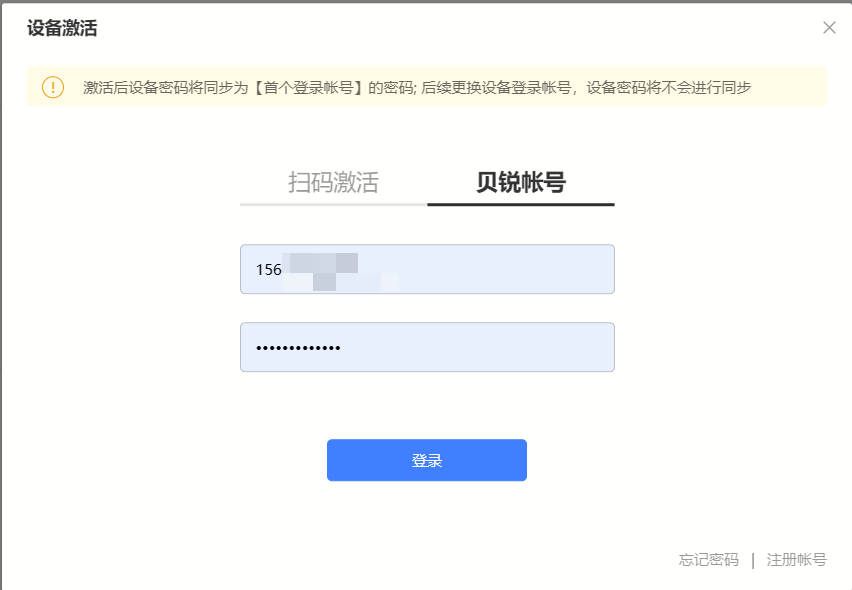 设备激活
激活后设备密码将同步为【首个登录帐号】的密码; 后续更换设备登录帐号，设备密码将不会进行同步
扫码激活 贝锐帐号
156
•••••••••••••
登录
忘记密码 | 注册帐号